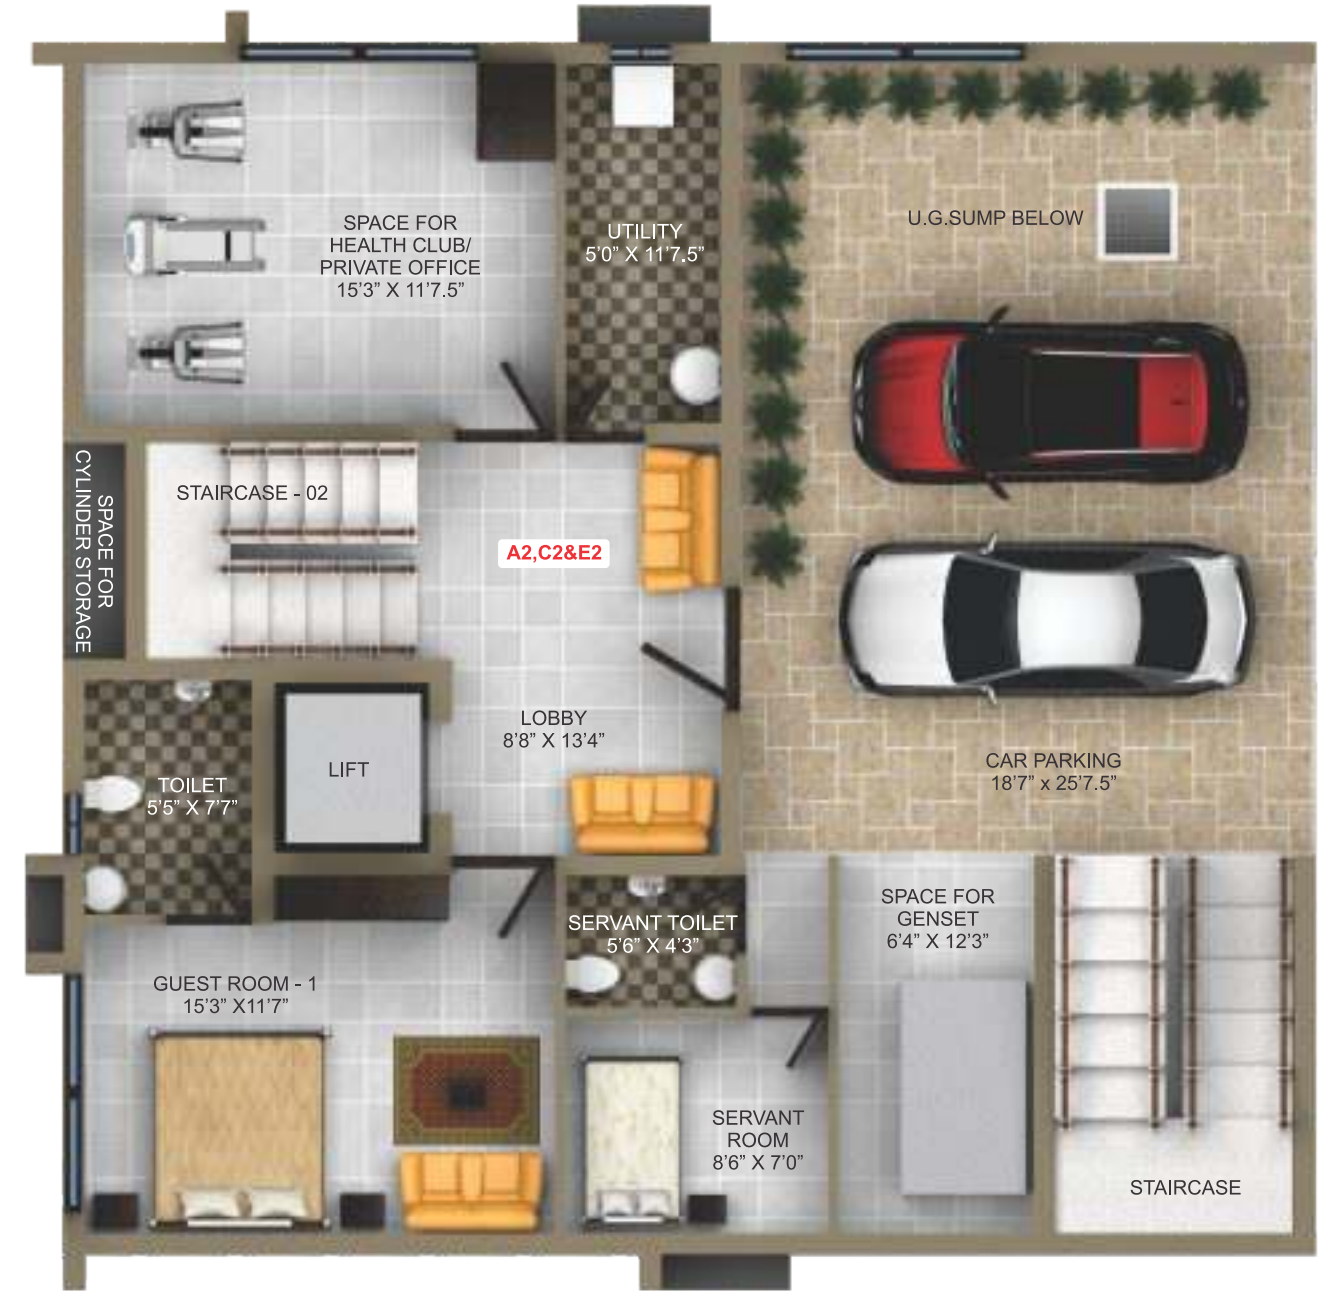 SPACE FOR
HEALTH CLUB/
PRIVATE OFFICE
15'3” X 11'7.5”
UTILITY
5'0” X 11'7.5”
U.G.SUMP BELOW
SPACE FOR
CYLINDER STORAGE
STAIRCASE - 02
A2,C2&E2
LOBBY
8'8” X 13'4”
LIFT
TOILET
5'5” X 7'7”
CAR PARKING
18'7” x 25'7.5”
SERVANT TOILET
5'6” X 4'3”
SPACE FOR
GENSET
6'4” X 12'3”
GUEST ROOM - 1
15'3” X11'7”
SERVANT
ROOM
8'6” X 7'0”
STAIRCASE